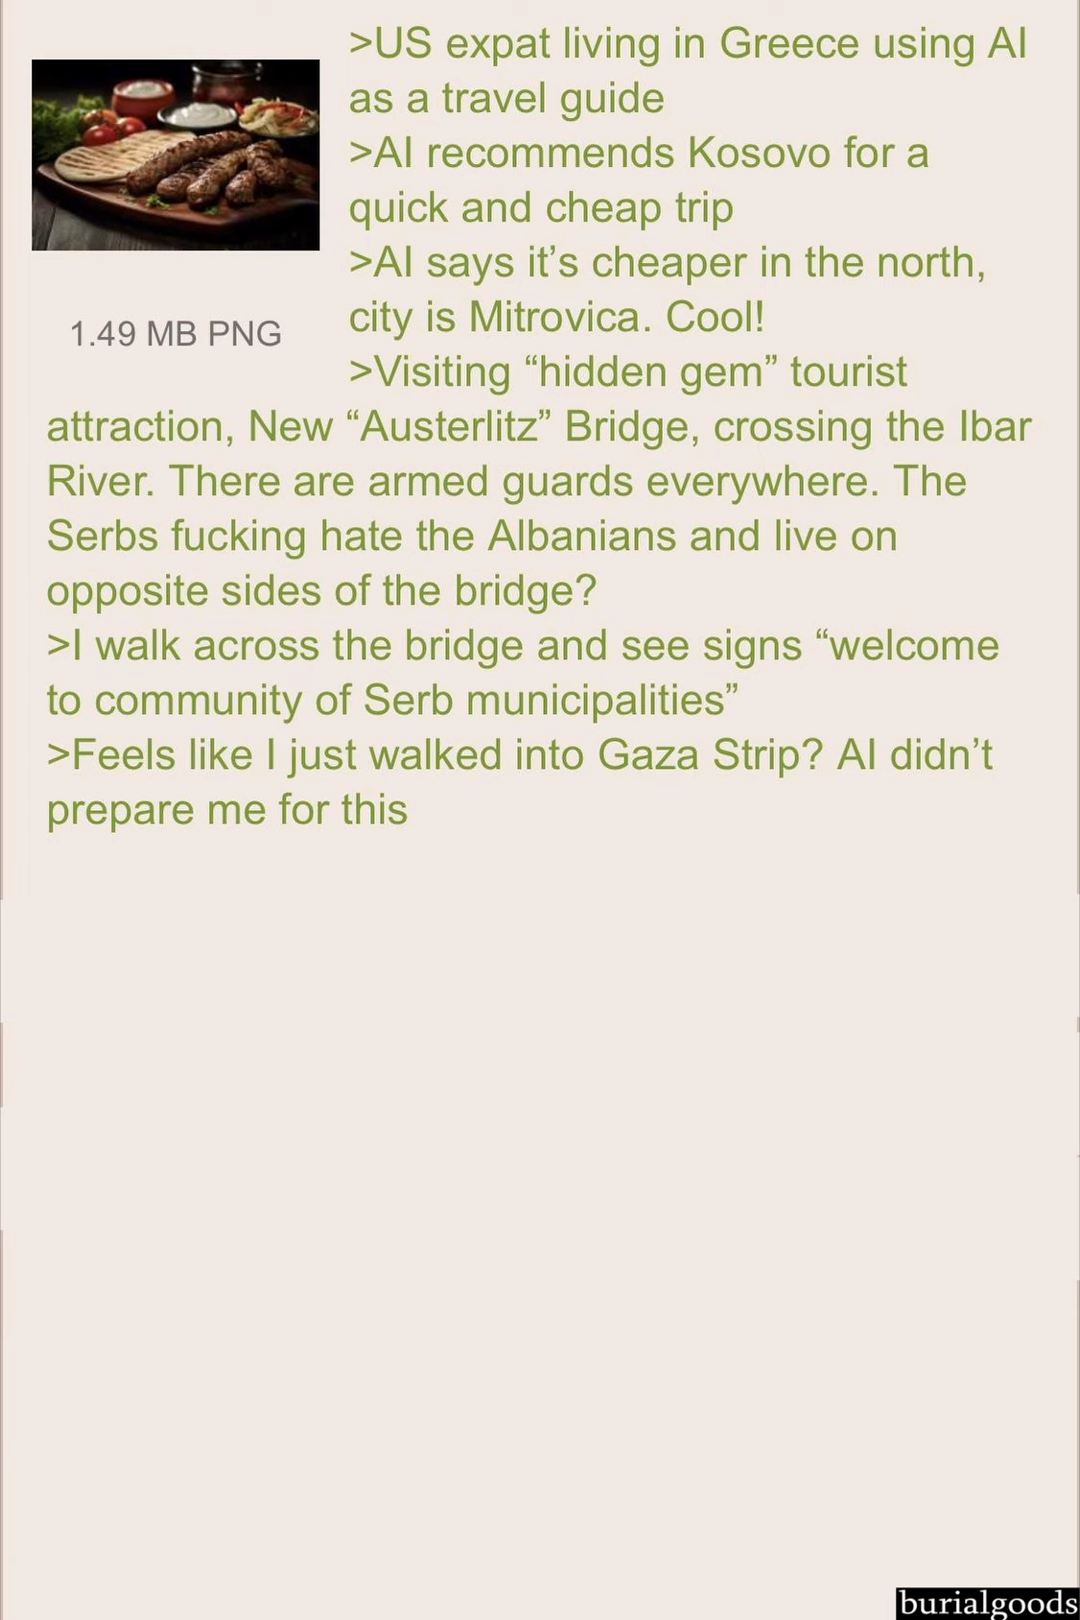 >US expat living in Greece using AI
as a travel guide
>AI recommends Kosovo for a
quick and cheap trip
>AI says it’s cheaper in the north,
city is Mitrovica. Cool!
>Visiting “hidden gem” tourist
attraction, New “Austerlitz” Bridge, crossing the Ibar
River. There are armed guards everywhere. The
Serbs fucking hate the Albanians and live on
opposite sides of the bridge?
>I walk across the bridge and see signs “welcome
to community of Serb municipalities”
>Feels like I just walked into Gaza Strip? AI didn’t
prepare me for this
1.49 MB PNG
burialgoods